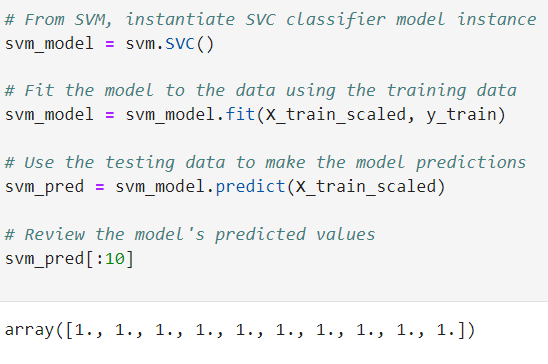 # From SVM, instantiate SVC classifier model instance
svm_model = svm.SVC()
# Fit the model to the data using the training data
svm_model = svm_model.fit(X_train_scaled, y_train)
# Use the testing data to make the model predictions
svm_pred = svm_model.predict(X_train_scaled)
# Review the model's predicted values
svm_pred[:10]
array([1., 1., 1., 1., 1., 1., 1., 1., 1., 1.])